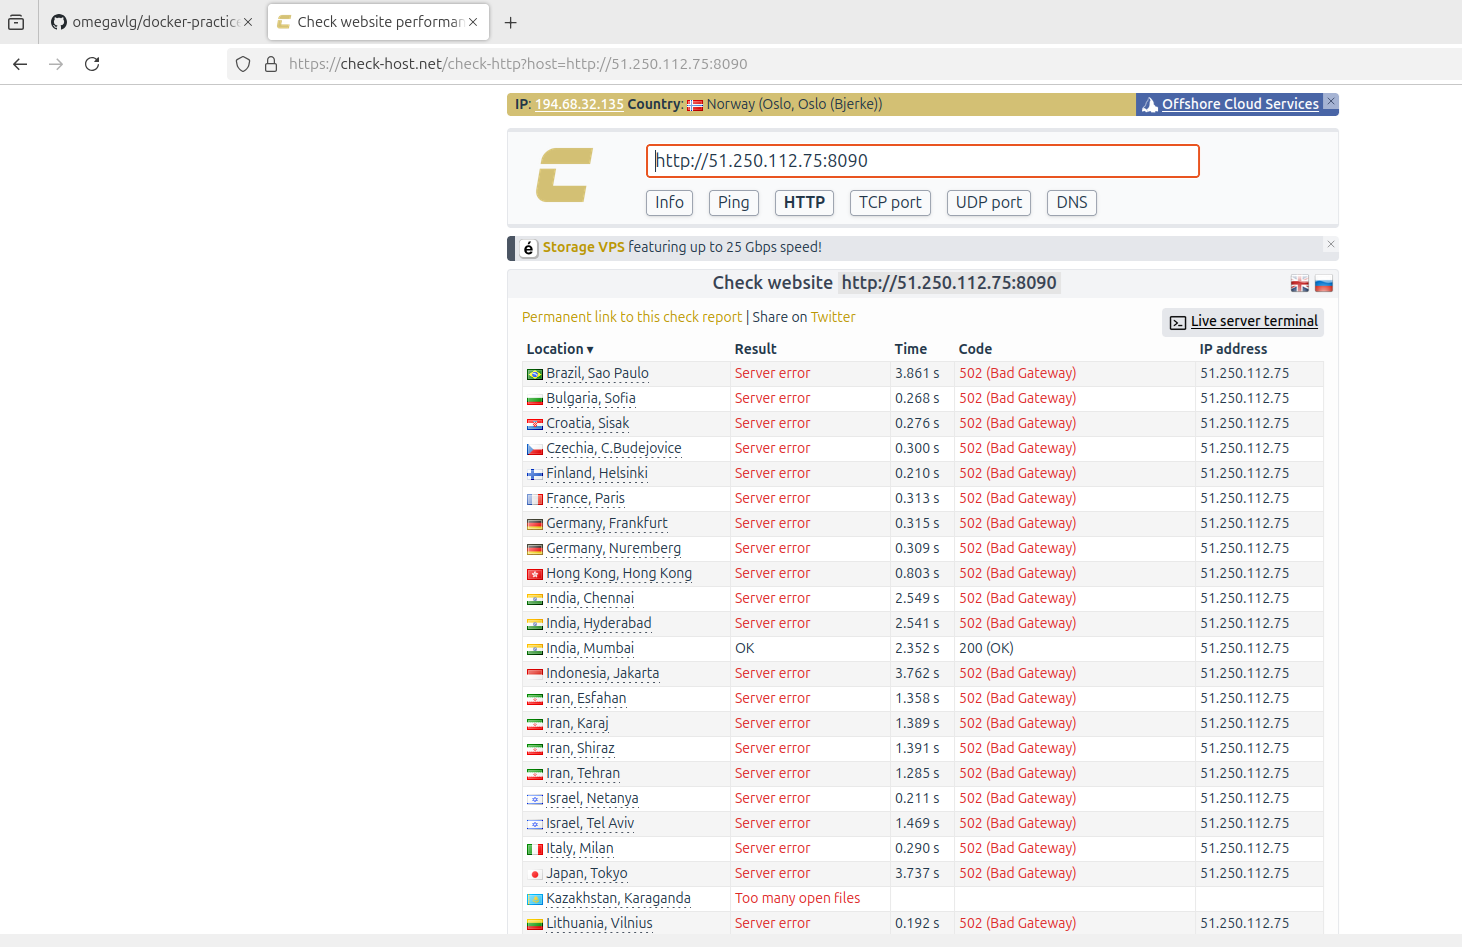 omegavlg/docker-practice
Check website performan
https://check-host.net/check-http?host=http://51.250.112.75:8090
IP: 194.68.32.135 Country: Norway (Oslo, Oslo (Bjerke))
Offshore Cloud Services
http://51.250.112.75:8090
Info Ping HTTP TCP port UDP port DNS
é Storage VPS featuring up to 25 Gbps speed!
Check website http://51.250.112.75:8090
Permanent link to this check report | Share on Twitter
Live server terminal
Location ▾ Result Time Code IP address
Brazil, Sao Paulo Server error 3.861 s 502 (Bad Gateway) 51.250.112.75
Bulgaria, Sofia Server error 0.268 s 502 (Bad Gateway) 51.250.112.75
Croatia, Sisak Server error 0.276 s 502 (Bad Gateway) 51.250.112.75
Czechia, C.Budejovice Server error 0.300 s 502 (Bad Gateway) 51.250.112.75
Finland, Helsinki Server error 0.210 s 502 (Bad Gateway) 51.250.112.75
France, Paris Server error 0.313 s 502 (Bad Gateway) 51.250.112.75
Germany, Frankfurt Server error 0.315 s 502 (Bad Gateway) 51.250.112.75
Germany, Nuremberg Server error 0.309 s 502 (Bad Gateway) 51.250.112.75
Hong Kong, Hong Kong Server error 0.803 s 502 (Bad Gateway) 51.250.112.75
India, Chennai Server error 2.549 s 502 (Bad Gateway) 51.250.112.75
India, Hyderabad Server error 2.541 s 502 (Bad Gateway) 51.250.112.75
India, Mumbai OK 2.352 s 200 (OK) 51.250.112.75
Indonesia, Jakarta Server error 3.762 s 502 (Bad Gateway) 51.250.112.75
Iran, Esfahan Server error 1.358 s 502 (Bad Gateway) 51.250.112.75
Iran, Karaj Server error 1.389 s 502 (Bad Gateway) 51.250.112.75
Iran, Shiraz Server error 1.391 s 502 (Bad Gateway) 51.250.112.75
Iran, Tehran Server error 1.285 s 502 (Bad Gateway) 51.250.112.75
Israel, Netanya Server error 0.211 s 502 (Bad Gateway) 51.250.112.75
Israel, Tel Aviv Server error 1.469 s 502 (Bad Gateway) 51.250.112.75
Italy, Milan Server error 0.290 s 502 (Bad Gateway) 51.250.112.75
Japan, Tokyo Server error 3.737 s 502 (Bad Gateway) 51.250.112.75
Kazakhstan, Karaganda Too many open files
Lithuania, Vilnius Server error 0.192 s 502 (Bad Gateway) 51.250.112.75